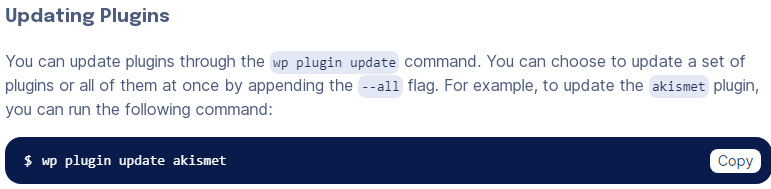 Updating Plugins
You can update plugins through the wp plugin update command. You can choose to update a set of
plugins or all of them at once by appending the --all flag. For example, to update the akismet plugin,
you can run the following command:
$ wp plugin update akismet
Copy